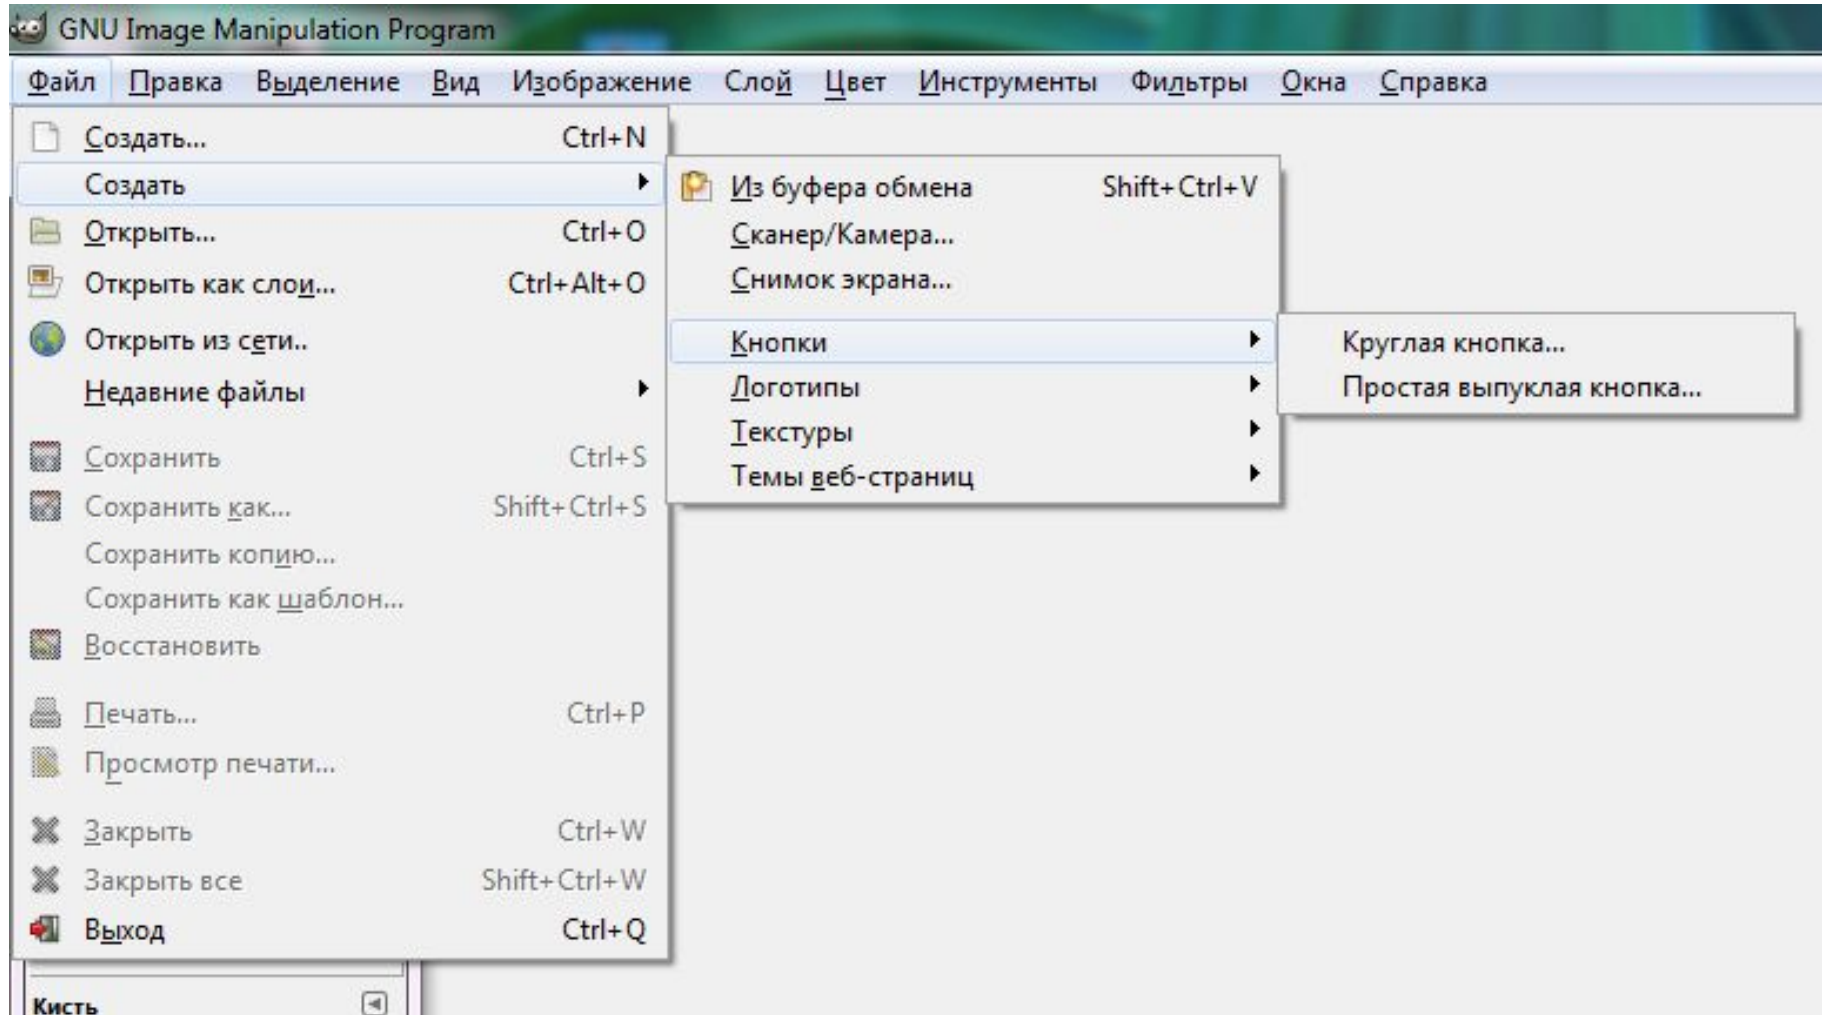 GNU Image Manipulation Program
Файл Правка Выделение Вид Изображение Слой Цвет Инструменты Фильтры Окна Справка
Создать... Ctrl+N
Создать
Открыть... Ctrl+O
Открыть как слои... Ctrl+Alt+O
Открыть из сети..
Недавние файлы
Сохранить Ctrl+S
Сохранить как... Shift+Ctrl+S
Сохранить копию...
Сохранить как шаблон...
Восстановить
Печать... Ctrl+P
Просмотр печати...
Закрыть Ctrl+W
Закрыть все Shift+Ctrl+W
Выход Ctrl+Q
Из буфера обмена Shift+Ctrl+V
Сканер/Камера...
Снимок экрана...
Кнопки
Логотипы
Текстуры
Темы веб-страниц
Круглая кнопка...
Простая выпуклая кнопка...
Кисть